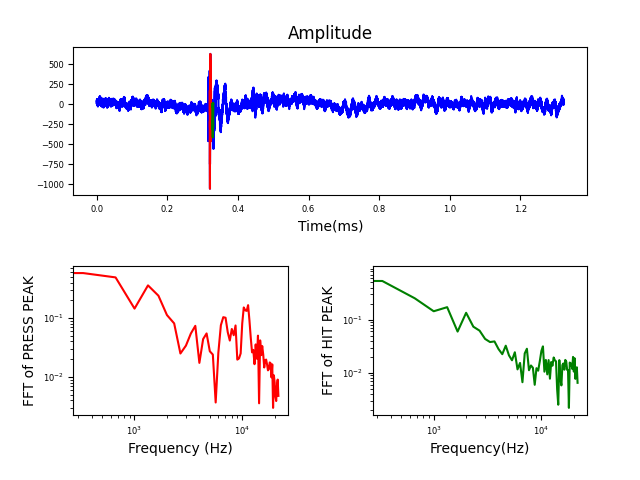 Amplitude
500
250
0
−250
−500
−750
−1000
0.0 0.2 0.4 0.6 0.8 1.0 1.2
Time(ms)
FFT of PRESS PEAK
10⁻¹
10⁻²
10³ 10⁴
Frequency (Hz)
FFT of HIT PEAK
10⁻¹
10⁻²
10³ 10⁴
Frequency(Hz)